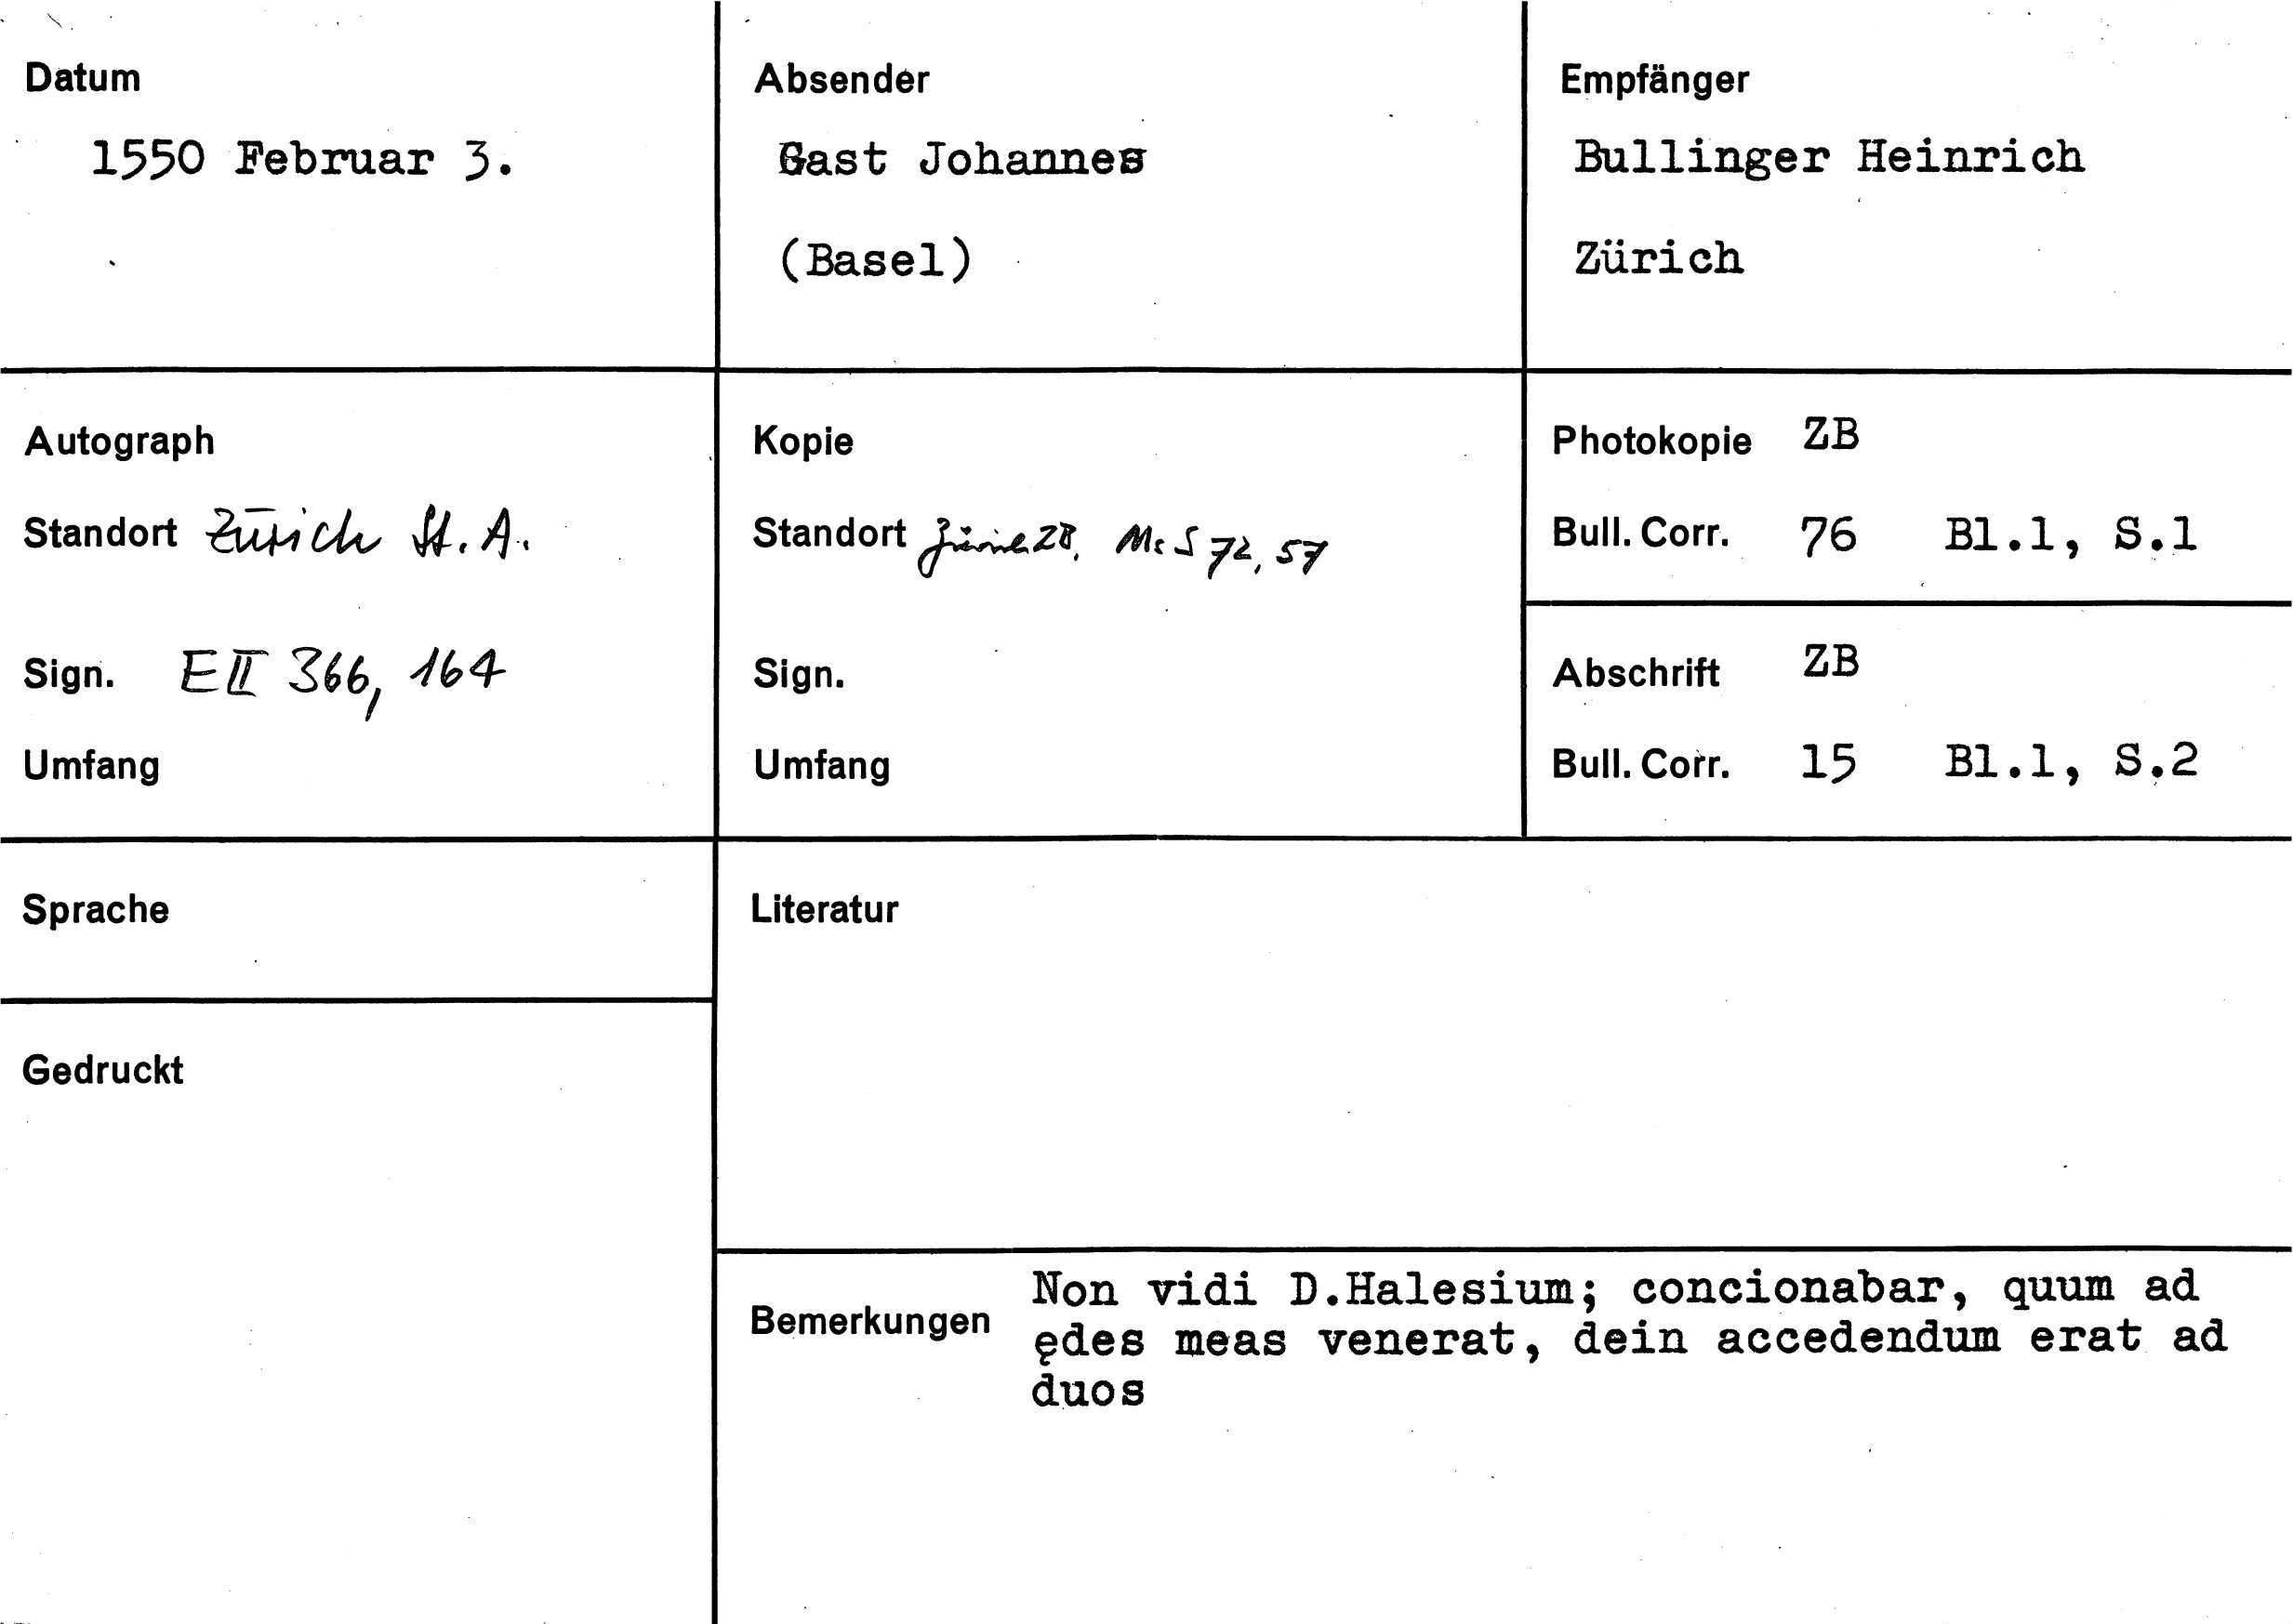 Datum
1550 Februar 3.
Absender
Gast Johannes
(Basel)
Empfänger
Bullinger Heinrich
Zürich
Autograph
Standort Zürich St. A.
Sign. E II 366, 164
Umfang
Kopie
Standort Zürich ZB, Ms S 72, 57
Sign.
Umfang
Photokopie ZB
Bull. Corr. 76 Bl.1, S.1
Abschrift ZB
Bull. Corr. 15 Bl.1, S.2
Sprache
Gedruckt
Literatur
Bemerkungen
Non vidi D.Halesium; concionabar, quum ad
ędes meas venerat, dein accedendum erat ad
duos